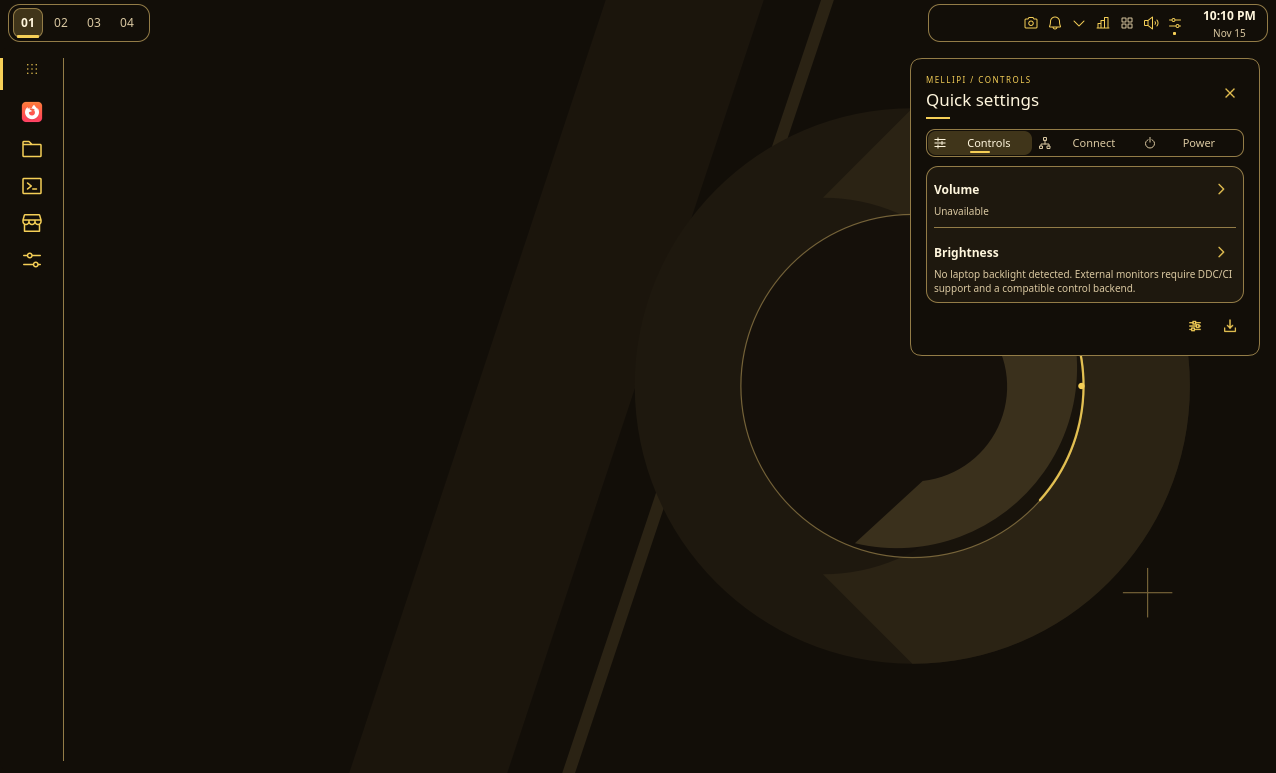 01 02 03 04
10:10 PM
Nov 15
MELLIPI / CONTROLS
Quick settings
Controls Connect Power
Volume
Unavailable
Brightness
No laptop backlight detected. External monitors require DDC/CI
support and a compatible control backend.